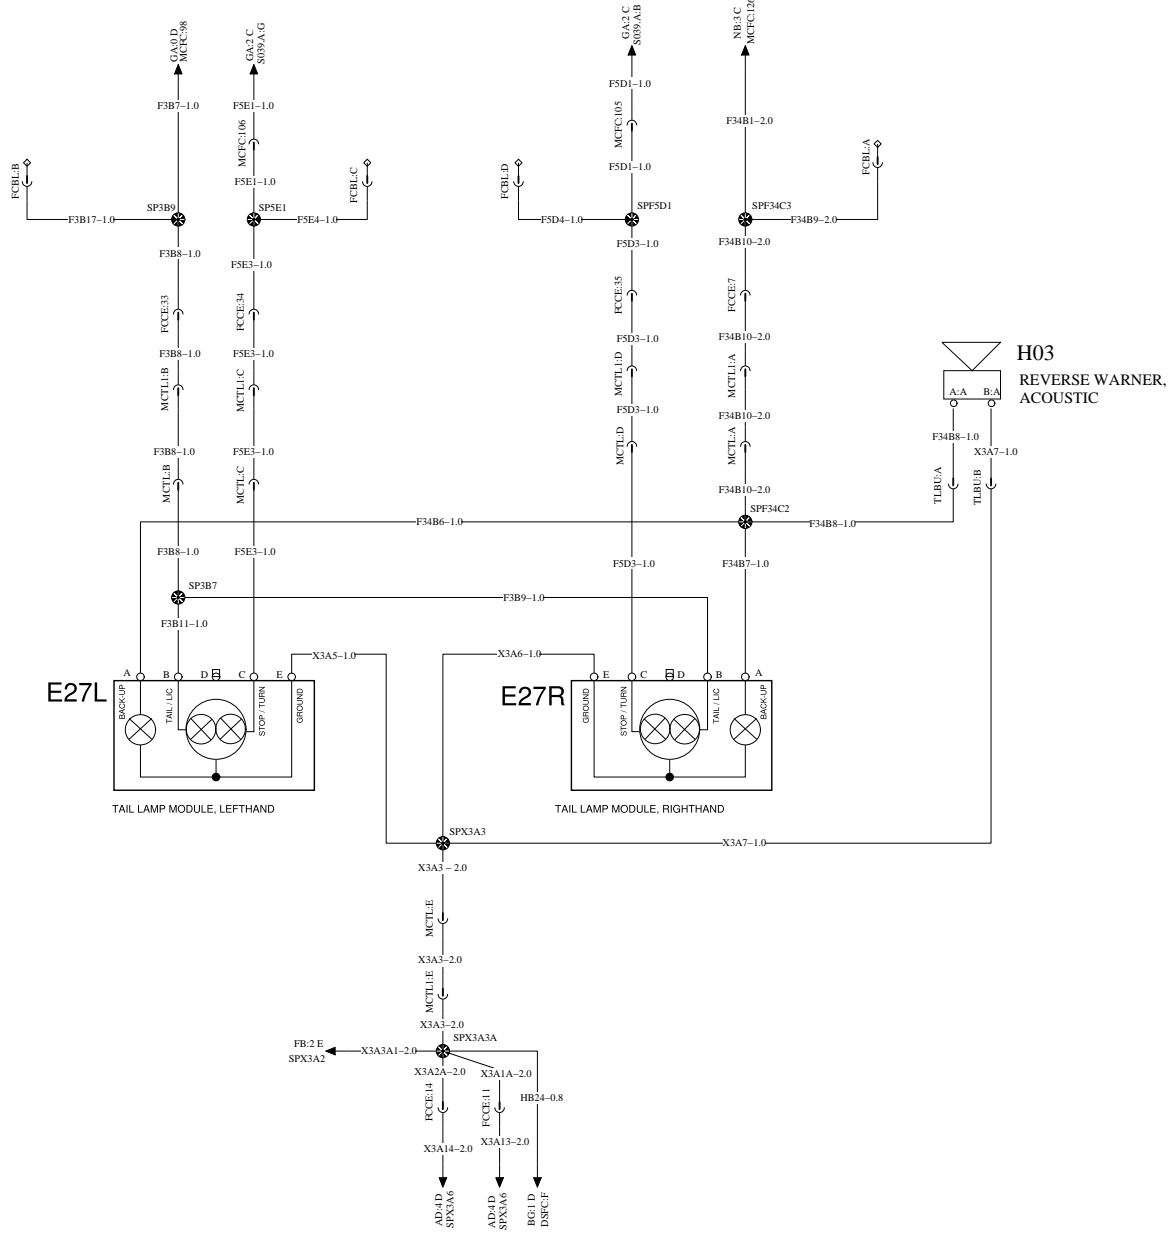 GA:0 D
MCFC:98
GA:2 C
S039.A:G
GA:2 C
S039.A:B
NB:3 C
F3B7–1.0
F5E1–1.0
F5D1–1.0
F34B1–2.0
MCFC:106
MCFC:105
F5E1–1.0
F5D1–1.0
FCBL:B
FCBL:C
FCBL:D
FCBL:A
SP3B9
SP5E1
SPF5D1
SPF34C3
F3B17–1.0
F5E4–1.0
F5D4–1.0
F34B9–2.0
F3B8–1.0
F5E3–1.0
F5D3–1.0
F34B10–2.0
FCCE:33
FCCE:34
FCCE:35
FCCE:7
F3B8–1.0
F5E3–1.0
F5D3–1.0
F34B10–2.0
MCTL1:B
MCTL1:C
MCTL1:D
MCTL1:A
H03
REVERSE WARNER,
ACOUSTIC
A:A
B:A
F5D3–1.0
F34B10–2.0
F34B8–1.0
X3A7–1.0
F3B8–1.0
F5E3–1.0
MCTL:D
MCTL:A
MCTL:B
MCTL:C
TLBU:A
TLBU:B
F34B10–2.0
SPF34C2
F34B6–1.0
F34B8–1.0
F3B8–1.0
F5E3–1.0
F5D3–1.0
F34B7–1.0
SP3B7
F3B9–1.0
F3B11–1.0
X3A5–1.0
X3A6–1.0
A
B
D
C
E
E
C
D
B
A
E27L
BACK-UP
TAIL / LIC
STOP / TURN
GROUND
E27R
GROUND
STOP / TURN
TAIL / LIC
BACK-UP
TAIL LAMP MODULE, LEFTHAND
TAIL LAMP MODULE, RIGHTHAND
SPX3A3
X3A7–1.0
X3A3 – 2.0
MCTL:E
X3A3–2.0
MCTL1:E
X3A3–2.0
SPX3A3A
FB:2 E
SPX3A2
X3A3A1–2.0
X3A2A–2.0
X3A1A–2.0
FCCE:14
FCCE:11
HB24–0.8
X3A14–2.0
X3A13–2.0
AD:4 D
SPX3A6
AD:4 D
SPX3A6
BG:1 D
DSFC:F